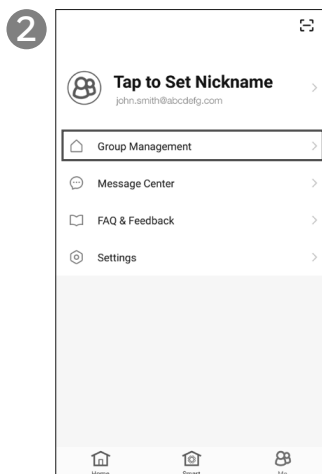 2
Tap to Set Nickname
john.smith@abcdefg.com
Group Management
Message Center
FAQ & Feedback
Settings
Home Smart Me